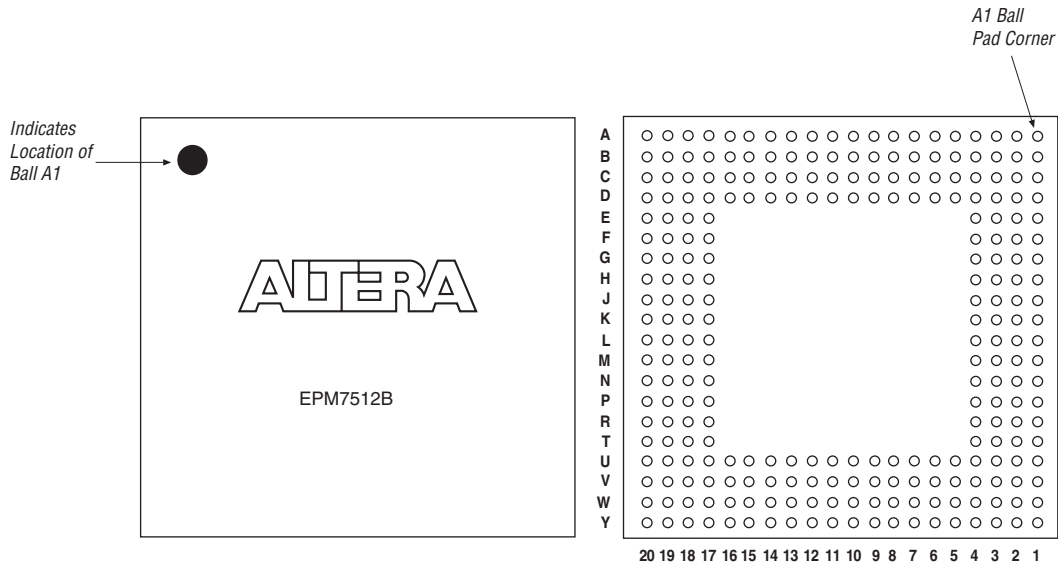 A1 Ball
Pad Corner
Indicates
Location of
Ball A1
ALTERA
EPM7512B
A
B
C
D
E
F
G
H
J
K
L
M
N
P
R
T
U
V
W
Y
20 19 18 17 16 15 14 13 12 11 10 9 8 7 6 5 4 3 2 1